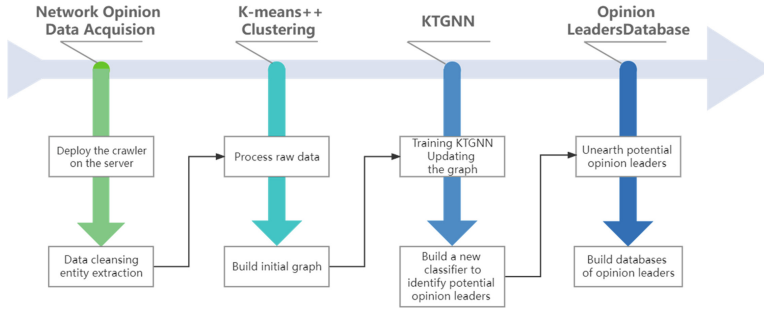 Network Opinion
Data Acquision
K-means++
Clustering
KTGNN
Opinion
LeadersDatabase
Deploy the crawler
on the server
Process raw data
Training KTGNN
Updating
the graph
Unearth potential
opinion leaders
Data cleansing
entity extraction
Build initial graph
Build a new
classifier to
identify potential
opinion leaders
Build databases
of opinion leaders